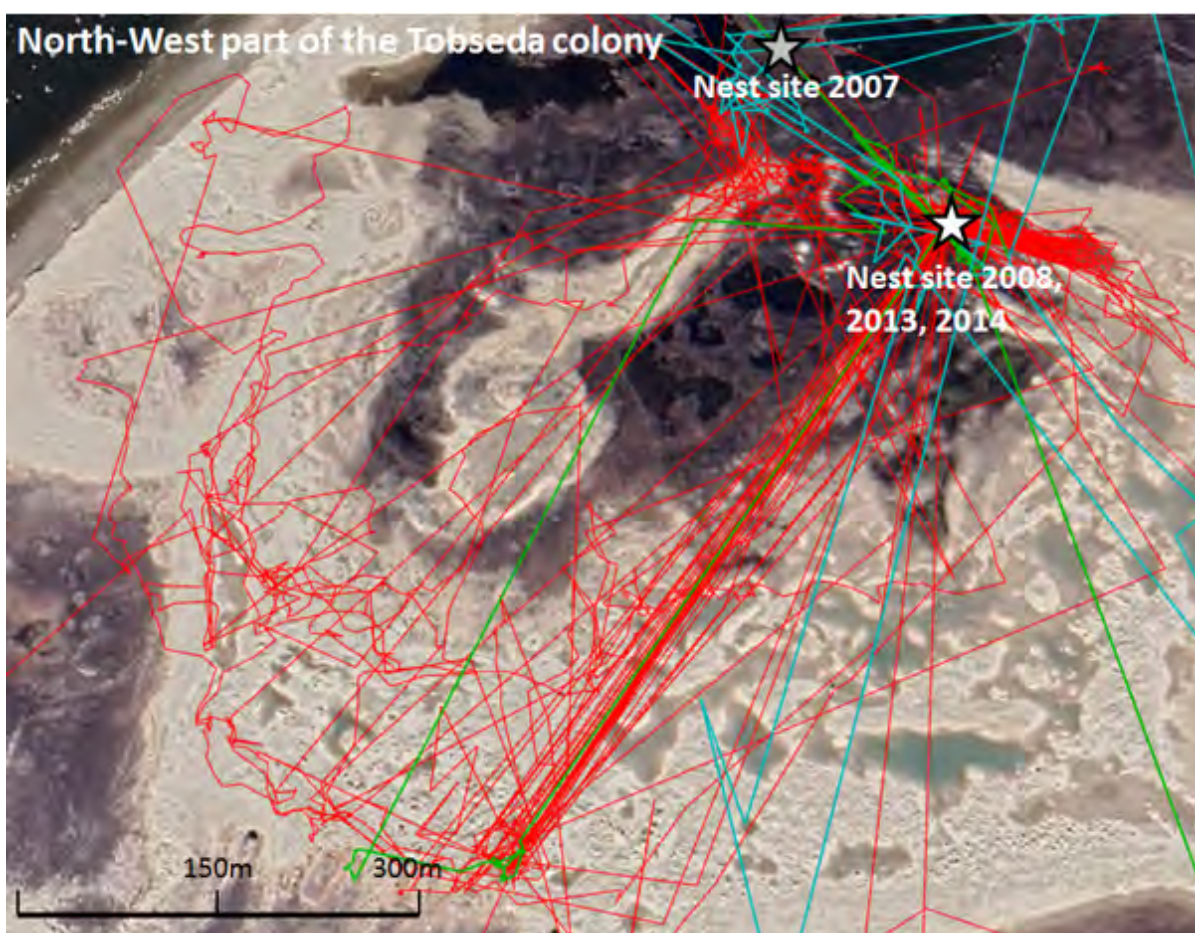 North-West part of the Tobseda colony
Nest site 2007
Nest site 2008,
2013, 2014
150m
300m